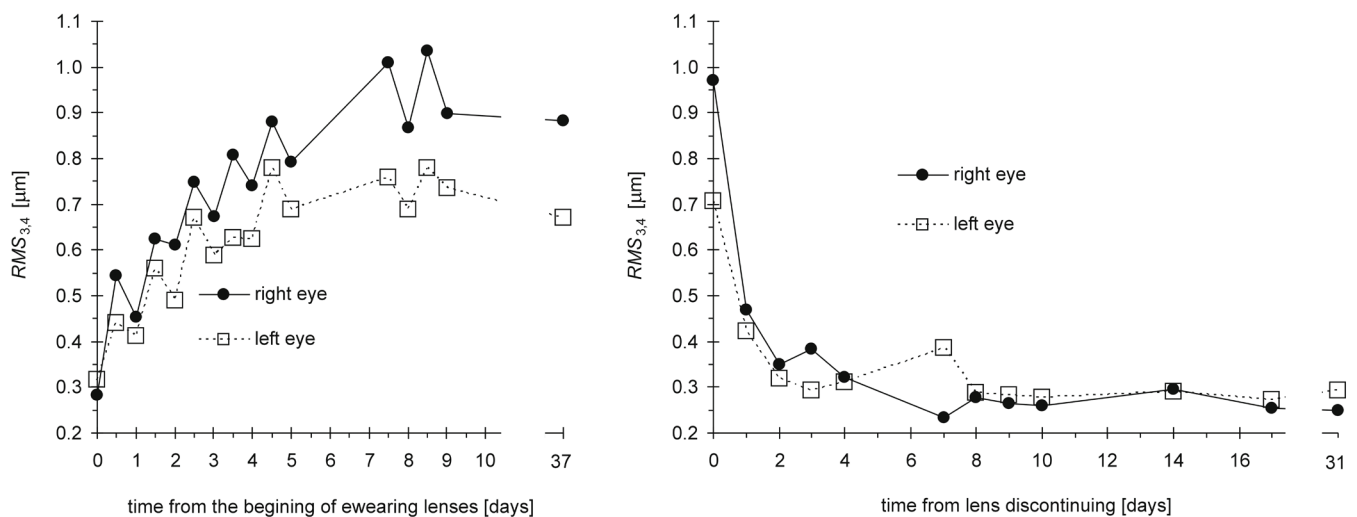 1.1
1.0
0.9
0.8
0.7
0.6
0.5
0.4
0.3
0.2
RMS3,4 [μm]
right eye
left eye
0 1 2 3 4 5 6 7 8 9 10 37
time from the begining of ewearing lenses [days]
1.1
1.0
0.9
0.8
0.7
0.6
0.5
0.4
0.3
0.2
RMS3,4 [μm]
right eye
left eye
0 2 4 6 8 10 12 14 16 31
time from lens discontinuing [days]